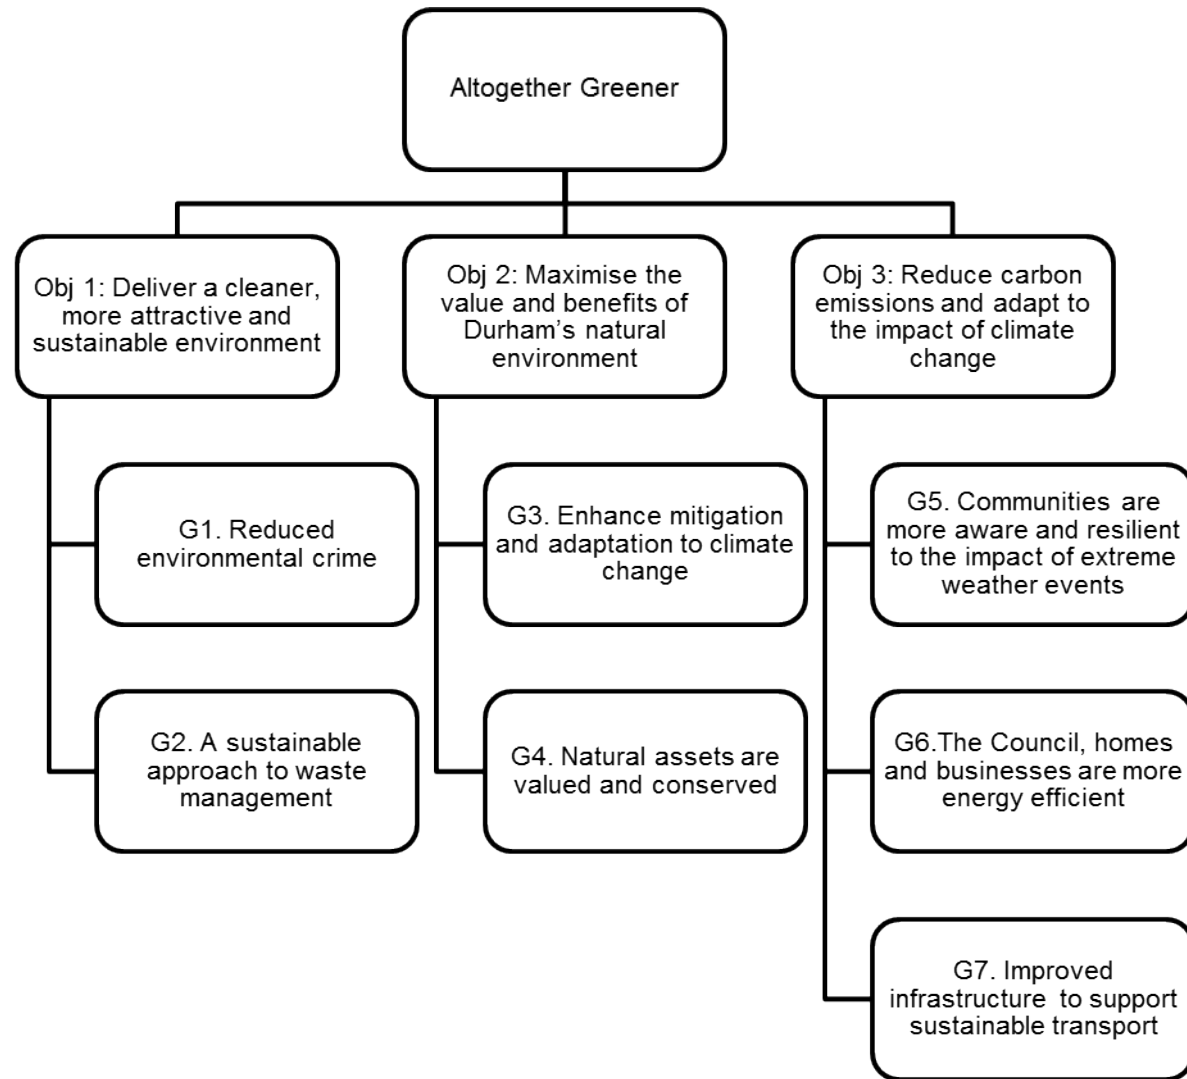 Altogether Greener
Obj 1: Deliver a cleaner,
more attractive and
sustainable environment
Obj 2: Maximise the
value and benefits of
Durham’s natural
environment
Obj 3: Reduce carbon
emissions and adapt to
the impact of climate
change
G1. Reduced
environmental crime
G2. A sustainable
approach to waste
management
G3. Enhance mitigation
and adaptation to climate
change
G4. Natural assets are
valued and conserved
G5. Communities are
more aware and resilient
to the impact of extreme
weather events
G6.The Council, homes
and businesses are more
energy efficient
G7. Improved
infrastructure to support
sustainable transport